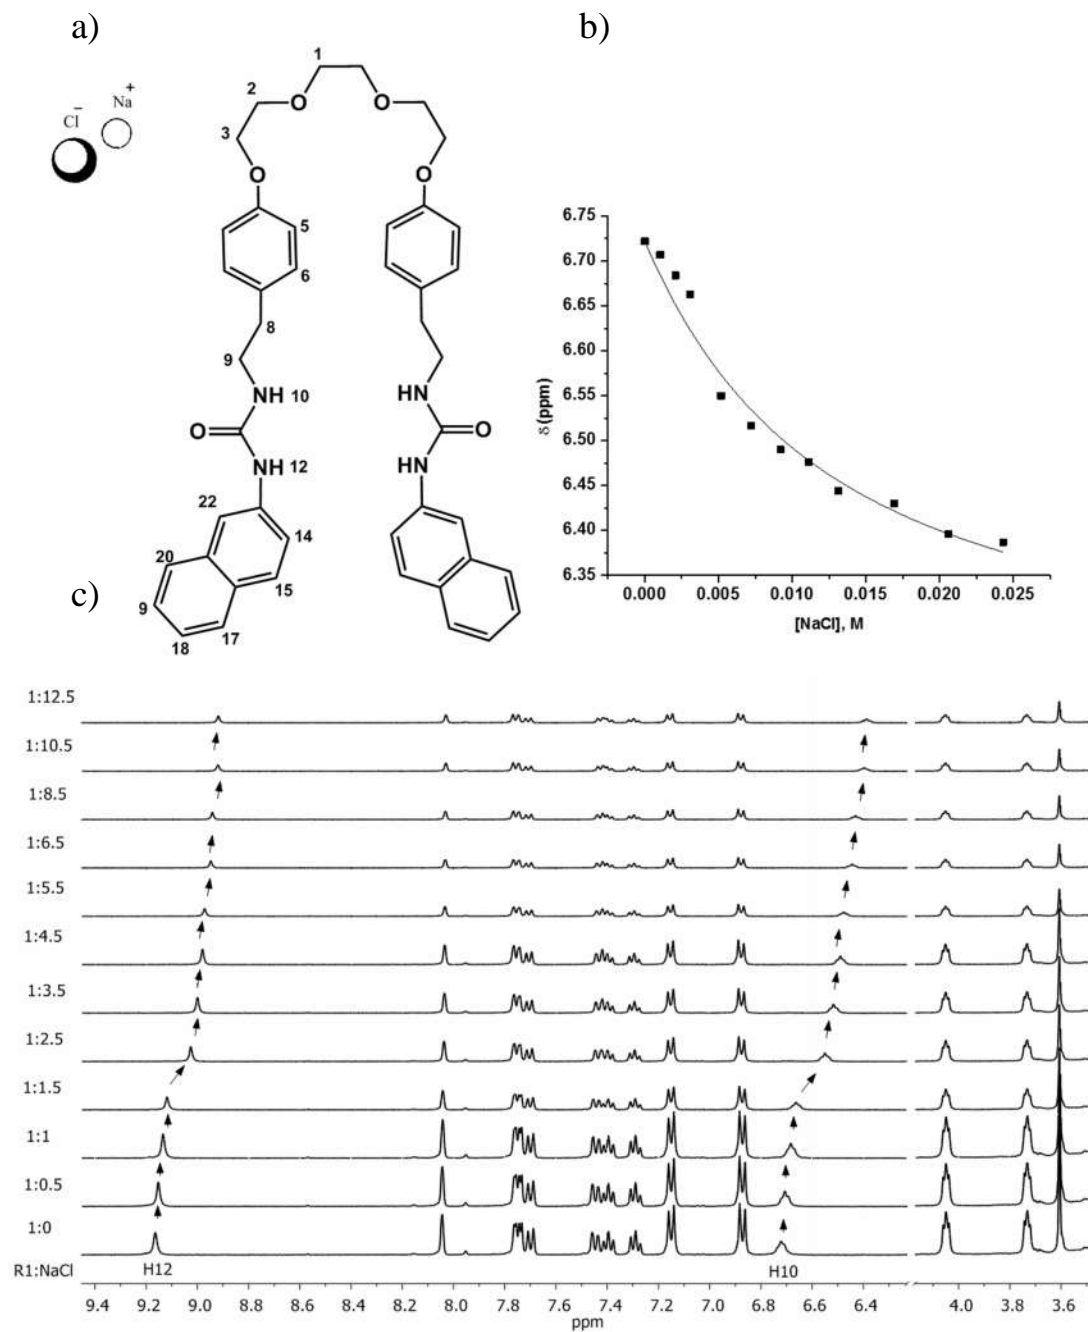 a)
b)
c)
Cl
−
Na
+
1
2
3
O
O
O
O
5
6
8
9
NH
10
O
NH
12
HN
O
HN
22
14
20
15
9
18
17
6.75
6.70
6.65
6.60
6.55
6.50
6.45
6.40
6.35
δ (ppm)
0.000 0.005 0.010 0.015 0.020 0.025
[NaCl], M
1:12.5
1:10.5
1:8.5
1:6.5
1:5.5
1:4.5
1:3.5
1:2.5
1:1.5
1:1
1:0.5
1:0
R1:NaCl
H12
H10
9.4 9.2 9.0 8.8 8.6 8.4 8.2 8.0 7.8 7.6 7.4 7.2 7.0 6.8 6.6 6.4 4.0 3.8 3.6
ppm